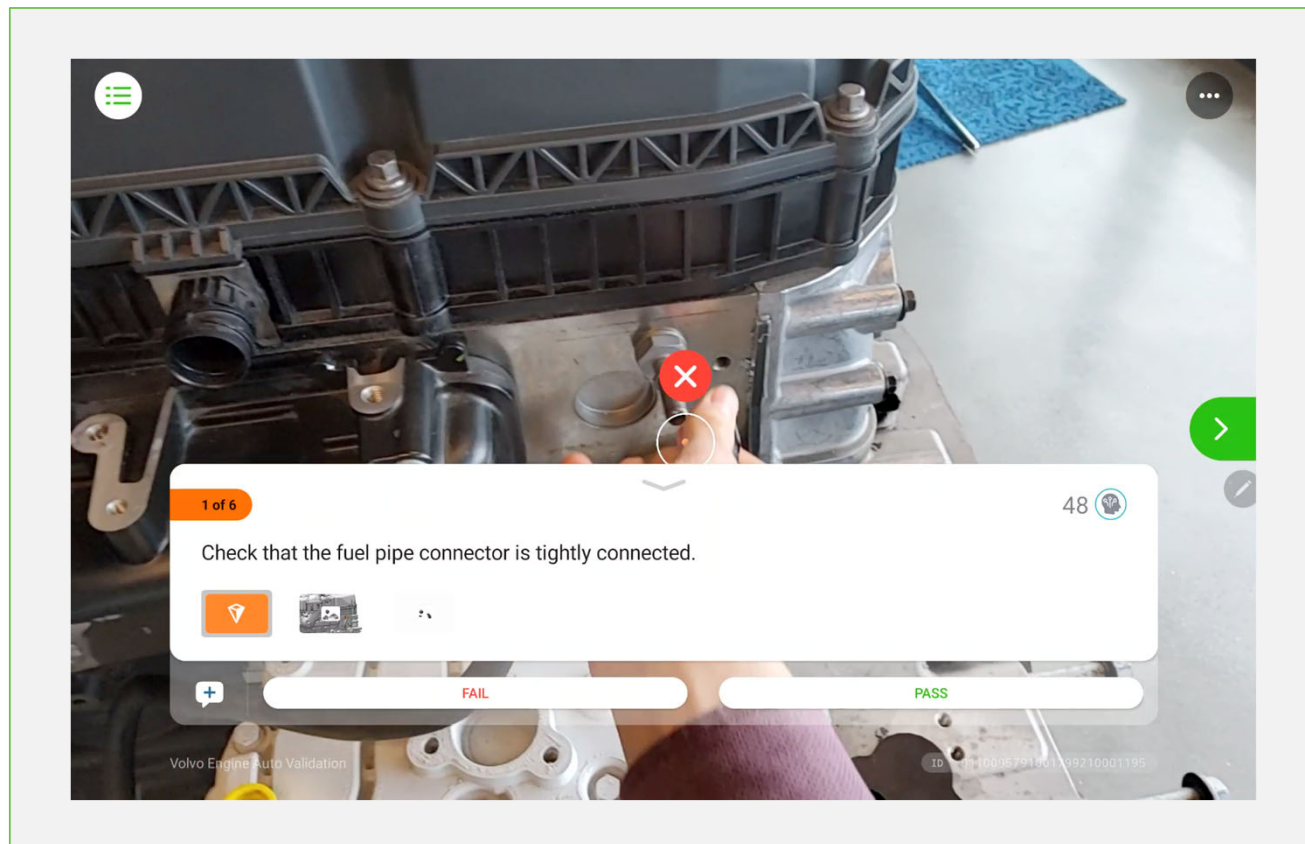 1 of 6
48
Check that the fuel pipe connector is tightly connected.
FAIL
PASS
Volvo Engine Auto Validation
ID